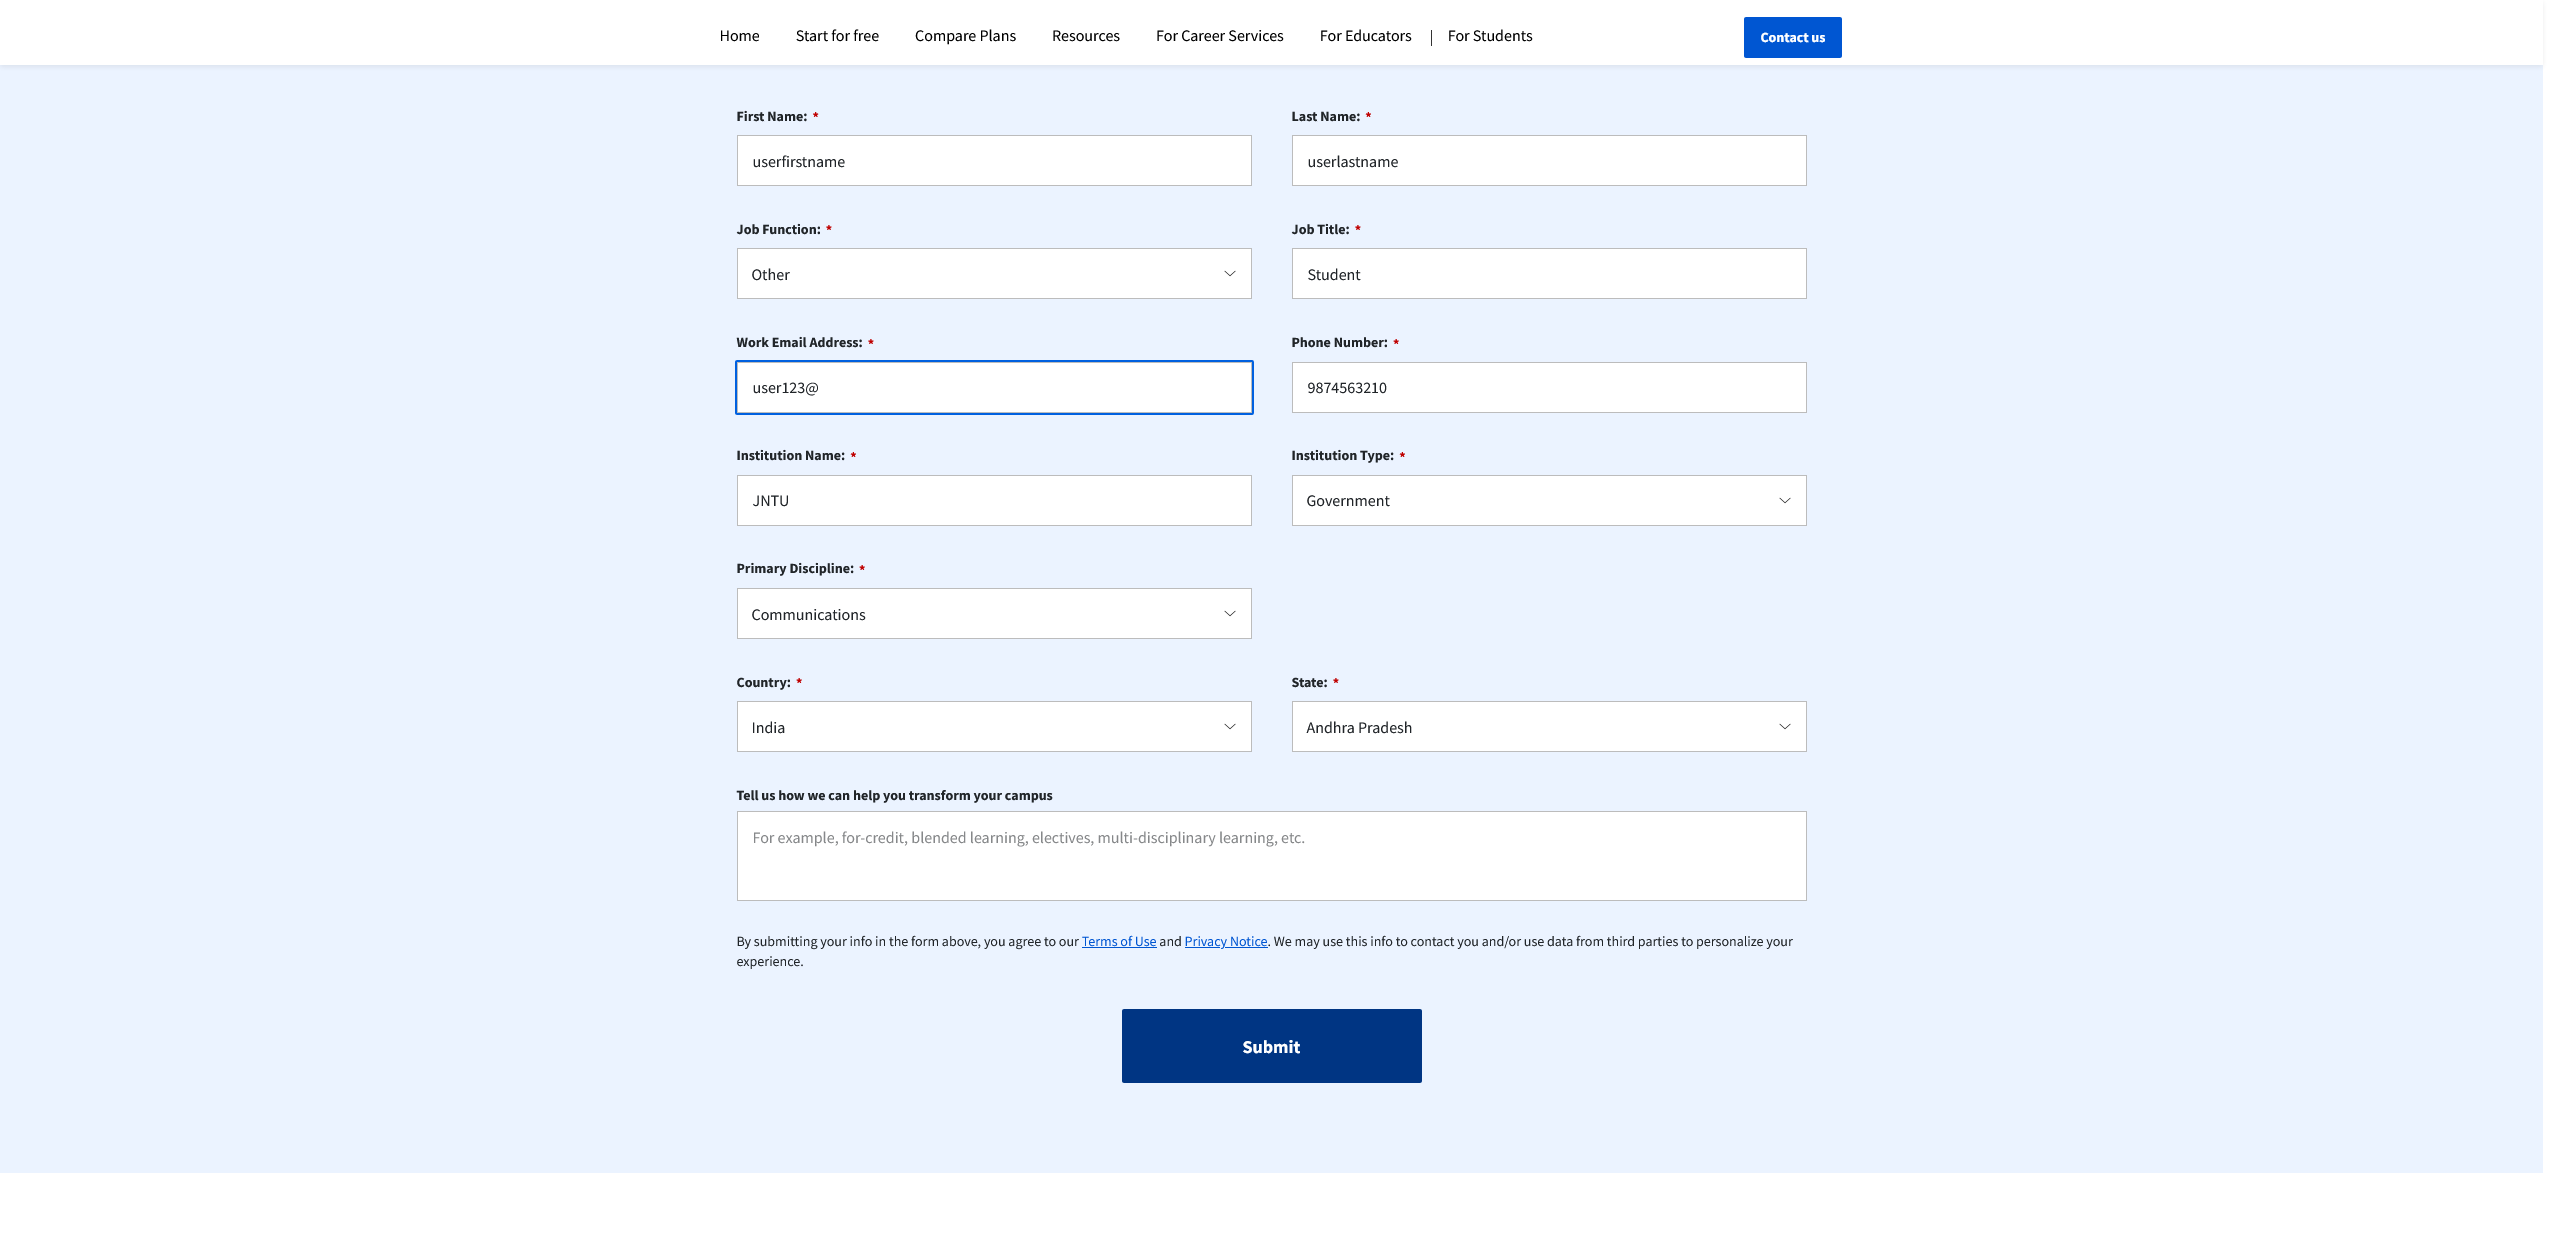 Home Start for free Compare Plans Resources For Career Services For Educators | For Students Contact us
First Name: * Last Name: *
userfirstname userlastname
Job Function: * Job Title: *
Other Student
Work Email Address: * Phone Number: *
user123@ 9874563210
Institution Name: * Institution Type: *
JNTU Government
Primary Discipline: *
Communications
Country: * State: *
India Andhra Pradesh
Tell us how we can help you transform your campus
For example, for-credit, blended learning, electives, multi-disciplinary learning, etc.
By submitting your info in the form above, you agree to our Terms of Use and Privacy Notice. We may use this info to contact you and/or use data from third parties to personalize your
experience.
Submit